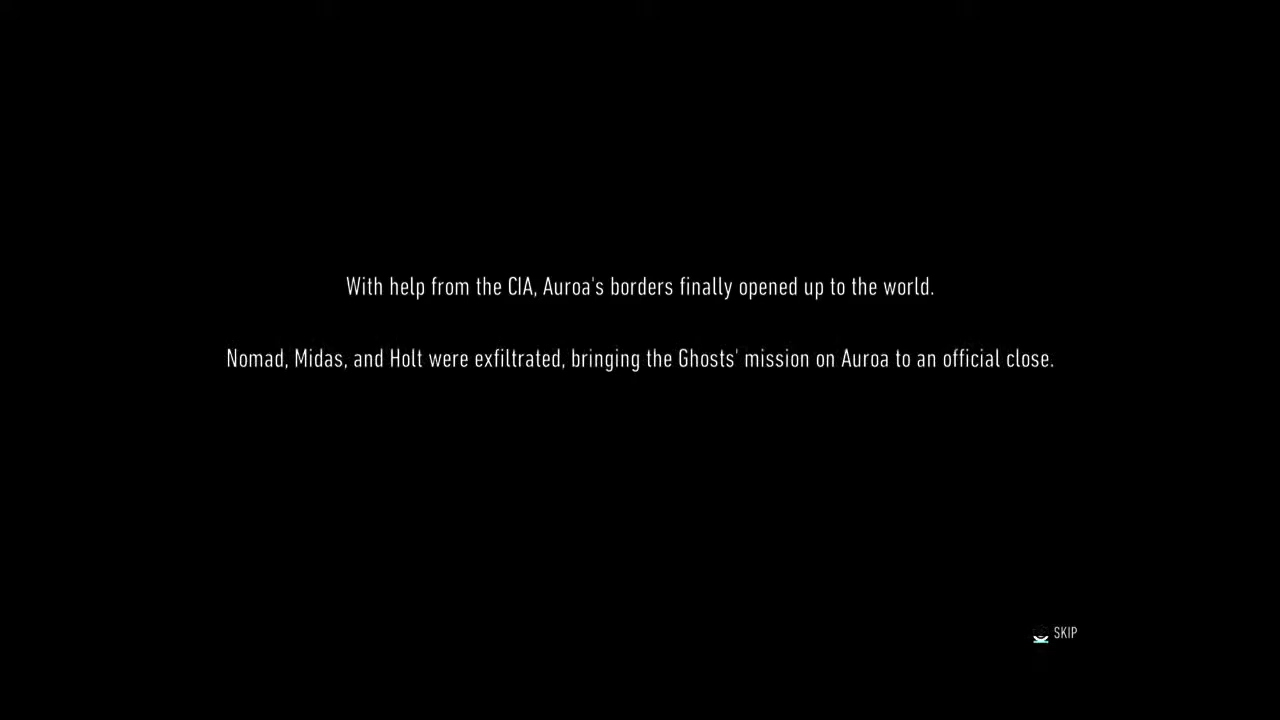 With help from the CIA, Auroa's borders finally opened up to the world.
Nomad, Midas, and Holt were exfiltrated, bringing the Ghosts' mission on Auroa to an official close.
SKIP